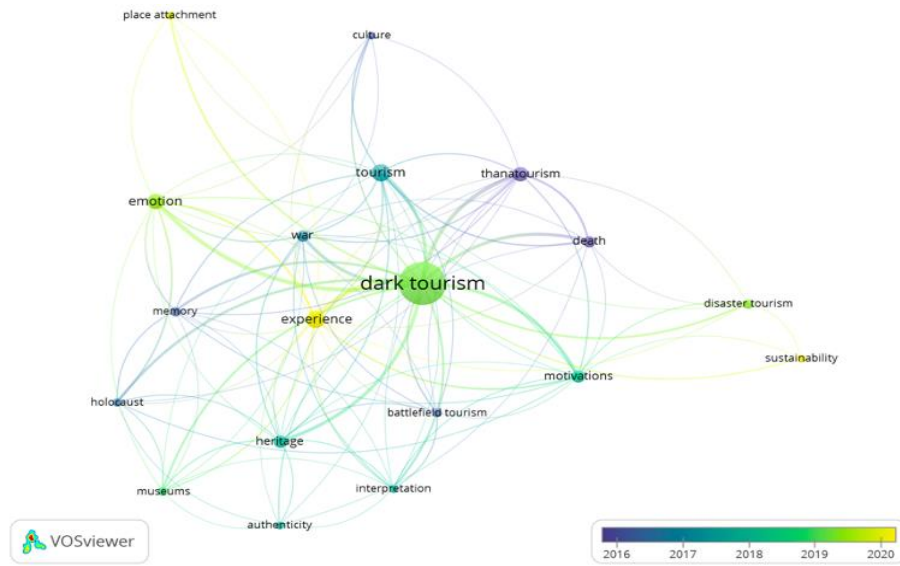 place attachment
culture
tourism
thanatourism
emotion
war
death
dark tourism
disaster tourism
memory
experience
sustainability
motivations
holocaust
battlefield tourism
heritage
museums
interpretation
authenticity
VOSviewer
2016 2017 2018 2019 2020